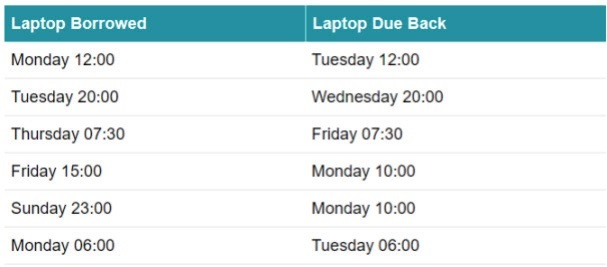 Laptop Borrowed Laptop Due Back
Monday 12:00 Tuesday 12:00
Tuesday 20:00 Wednesday 20:00
Thursday 07:30 Friday 07:30
Friday 15:00 Monday 10:00
Sunday 23:00 Monday 10:00
Monday 06:00 Tuesday 06:00